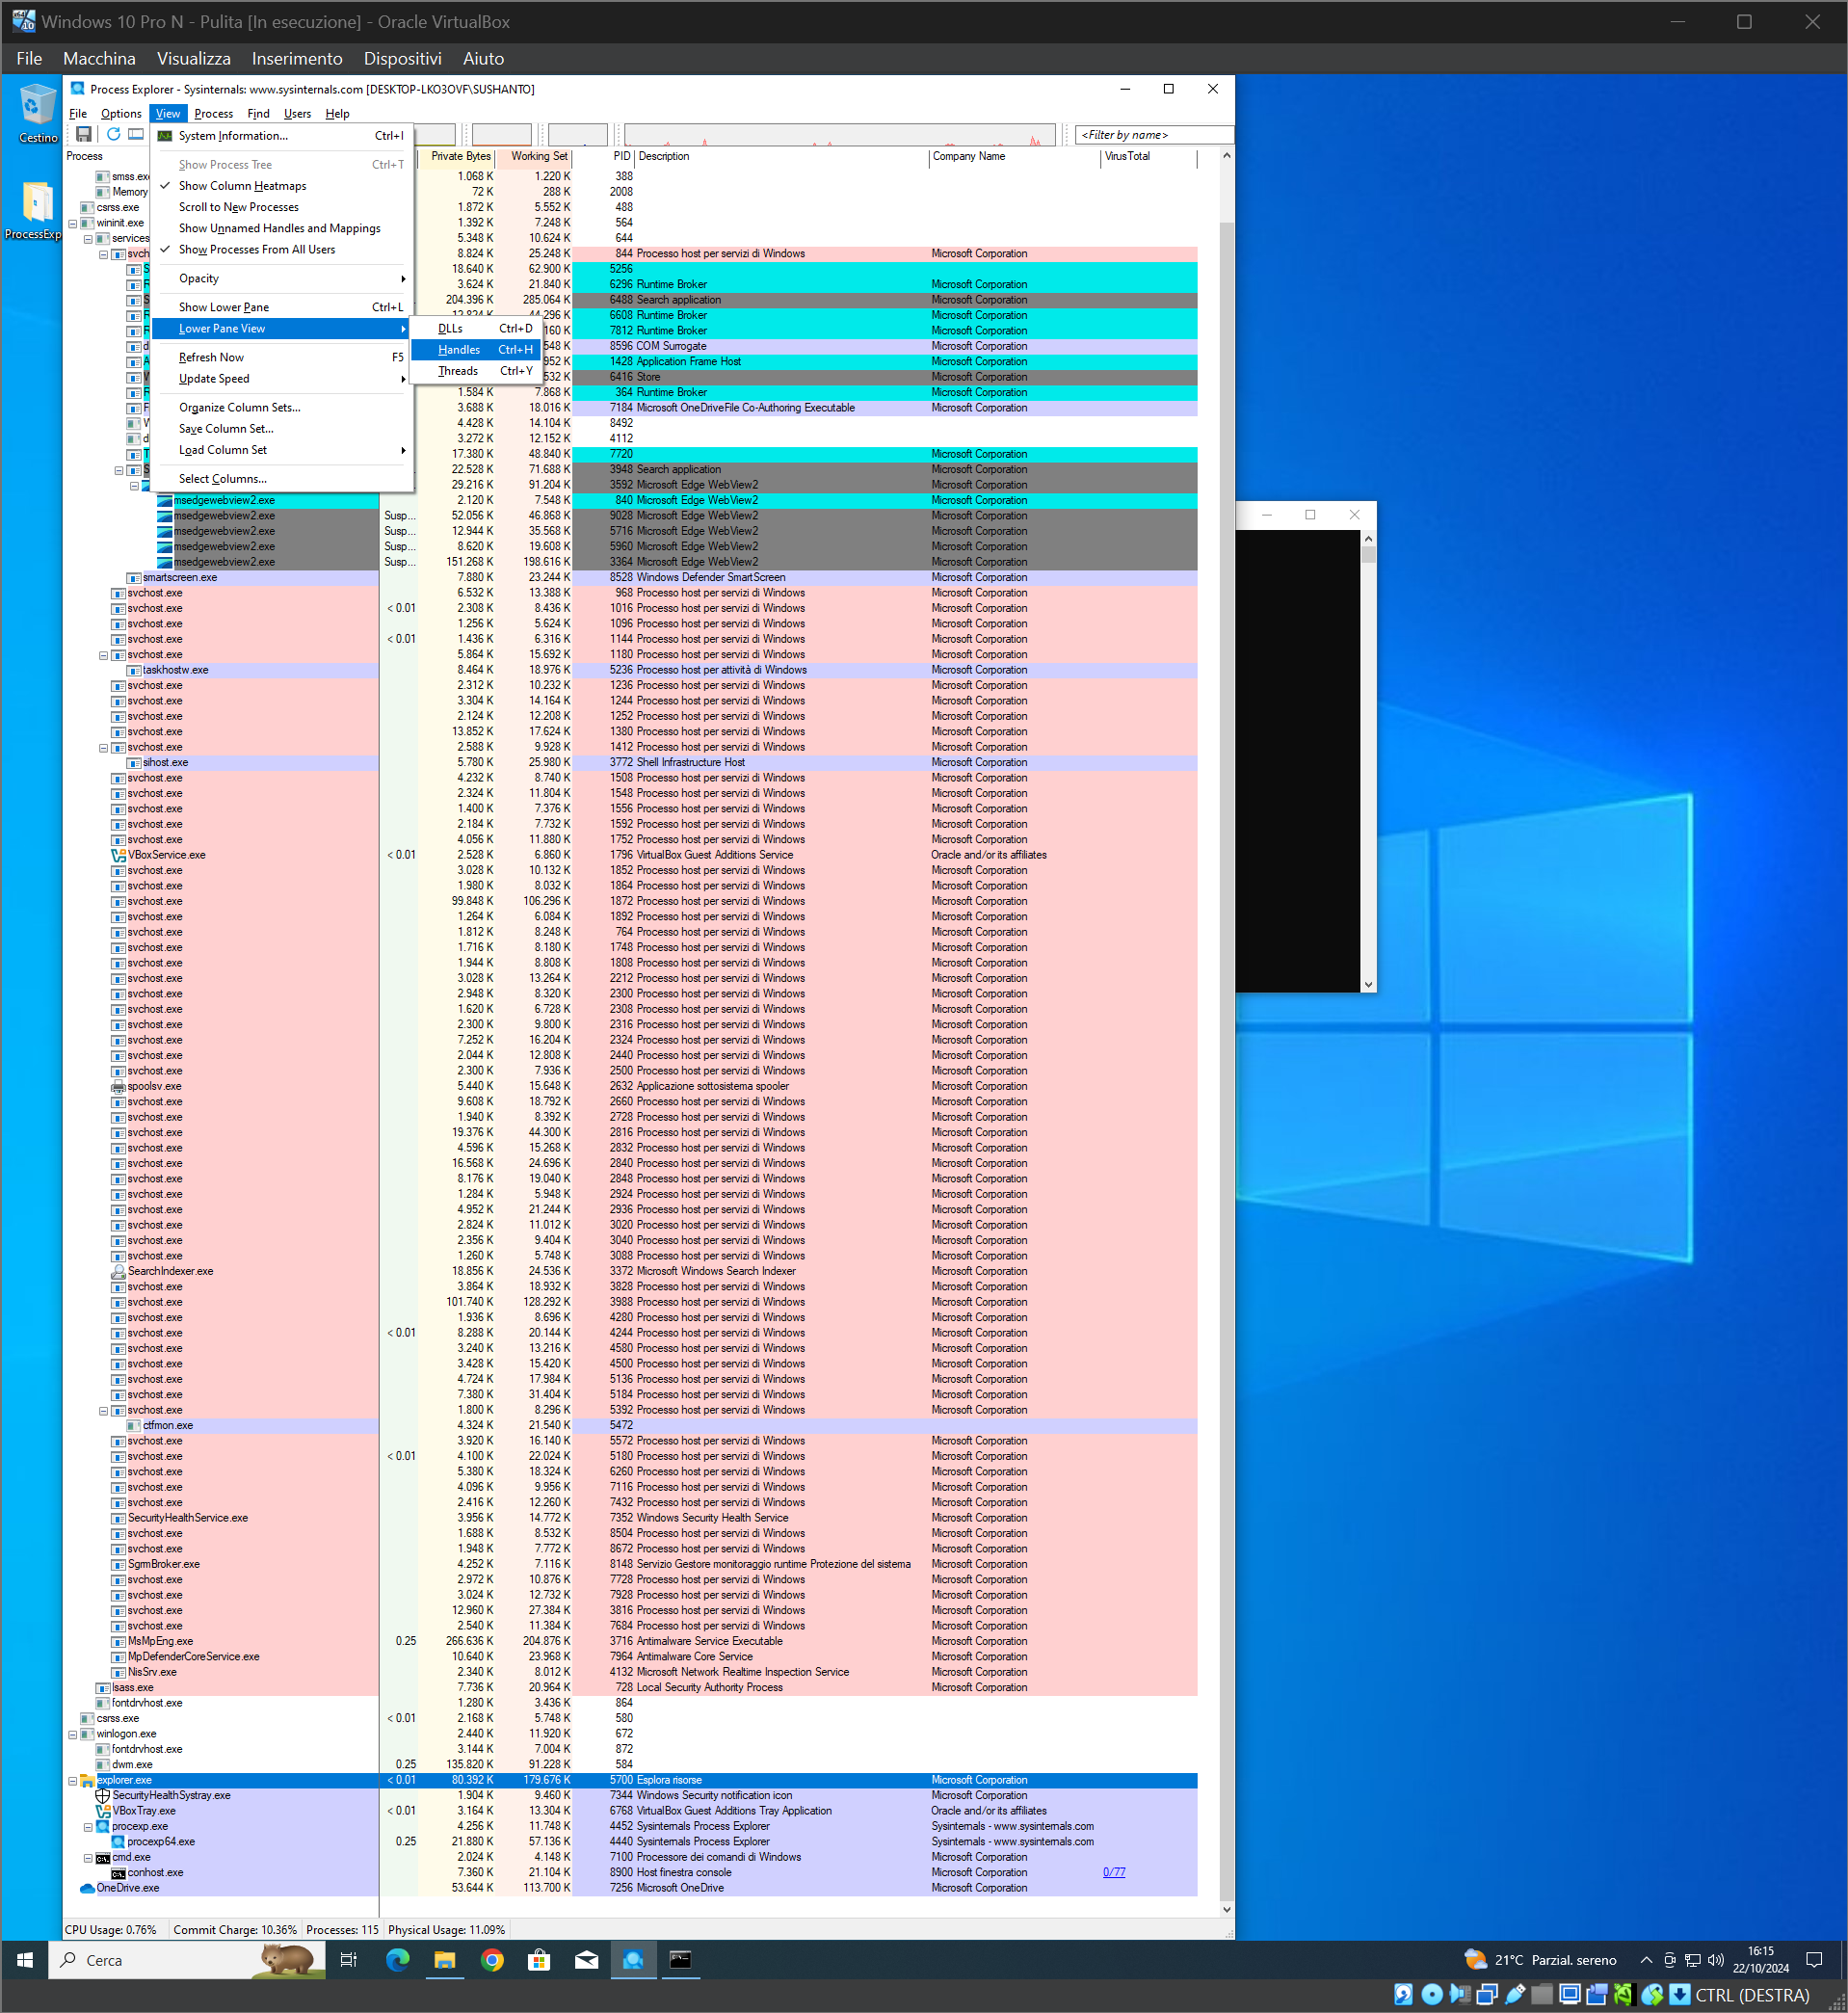 Windows 10 Pro N - Pulita [In esecuzione] - Oracle VirtualBox
File Macchina Visualizza Inserimento Dispositivi Aiuto
Cestino
ProcessExp
Process Explorer - Sysinternals: www.sysinternals.com [DESKTOP-LKO3OVF\SUSHANTO]
File Options View Process Find Users Help
<Filter by name>
System Information... Ctrl+I
Show Process Tree Ctrl+T
Show Column Heatmaps
Scroll to New Processes
Show Unnamed Handles and Mappings
Show Processes From All Users
Opacity
Show Lower Pane Ctrl+L
Lower Pane View
Refresh Now F5
Update Speed
Organize Column Sets...
Save Column Set...
Load Column Set
Select Columns...
DLLs Ctrl+D
Handles Ctrl+H
Threads Ctrl+Y
Process Private Bytes Working Set PID Description Company Name VirusTotal
smss.exe 1.068 K 1.220 K 388
Memory 72 K 288 K 2008
csrss.exe 1.872 K 5.552 K 488
wininit.exe 1.392 K 7.248 K 564
services 5.348 K 10.624 K 644
svch 8.824 K 25.248 K 844 Processo host per servizi di Windows Microsoft Corporation
18.640 K 62.900 K 5256
3.624 K 21.840 K 6296 Runtime Broker Microsoft Corporation
204.396 K 285.064 K 6488 Search application Microsoft Corporation
44.296 K 6608 Runtime Broker Microsoft Corporation
160 K 7812 Runtime Broker Microsoft Corporation
548 K 8596 COM Surrogate Microsoft Corporation
952 K 1428 Application Frame Host Microsoft Corporation
532 K 6416 Store Microsoft Corporation
1.584 K 7.868 K 364 Runtime Broker Microsoft Corporation
3.688 K 18.016 K 7184 Microsoft OneDriveFile Co-Authoring Executable Microsoft Corporation
4.428 K 14.104 K 8492
3.272 K 12.152 K 4112
17.380 K 48.840 K 7720 Microsoft Corporation
22.528 K 71.688 K 3948 Search application Microsoft Corporation
29.216 K 91.204 K 3592 Microsoft Edge WebView2 Microsoft Corporation
msedgewebview2.exe 2.120 K 7.548 K 840 Microsoft Edge WebView2 Microsoft Corporation
msedgewebview2.exe Susp... 52.056 K 46.868 K 9028 Microsoft Edge WebView2 Microsoft Corporation
msedgewebview2.exe Susp... 12.944 K 35.568 K 5716 Microsoft Edge WebView2 Microsoft Corporation
msedgewebview2.exe Susp... 8.620 K 19.608 K 5960 Microsoft Edge WebView2 Microsoft Corporation
msedgewebview2.exe Susp... 151.268 K 198.616 K 3364 Microsoft Edge WebView2 Microsoft Corporation
smartscreen.exe 7.880 K 23.244 K 8528 Windows Defender SmartScreen Microsoft Corporation
svchost.exe 6.532 K 13.388 K 968 Processo host per servizi di Windows Microsoft Corporation
svchost.exe < 0.01 2.308 K 8.436 K 1016 Processo host per servizi di Windows Microsoft Corporation
svchost.exe 1.256 K 5.624 K 1096 Processo host per servizi di Windows Microsoft Corporation
svchost.exe < 0.01 1.436 K 6.316 K 1144 Processo host per servizi di Windows Microsoft Corporation
svchost.exe 5.864 K 15.692 K 1180 Processo host per servizi di Windows Microsoft Corporation
taskhostw.exe 8.464 K 18.976 K 5236 Processo host per attività di Windows Microsoft Corporation
svchost.exe 2.312 K 10.232 K 1236 Processo host per servizi di Windows Microsoft Corporation
svchost.exe 3.304 K 14.164 K 1244 Processo host per servizi di Windows Microsoft Corporation
svchost.exe 2.124 K 12.208 K 1252 Processo host per servizi di Windows Microsoft Corporation
svchost.exe 13.852 K 17.624 K 1380 Processo host per servizi di Windows Microsoft Corporation
svchost.exe 2.588 K 9.928 K 1412 Processo host per servizi di Windows Microsoft Corporation
sihost.exe 5.780 K 25.980 K 3772 Shell Infrastructure Host Microsoft Corporation
svchost.exe 4.232 K 8.740 K 1508 Processo host per servizi di Windows Microsoft Corporation
svchost.exe 2.324 K 11.804 K 1548 Processo host per servizi di Windows Microsoft Corporation
svchost.exe 1.400 K 7.376 K 1556 Processo host per servizi di Windows Microsoft Corporation
svchost.exe 2.184 K 7.732 K 1592 Processo host per servizi di Windows Microsoft Corporation
svchost.exe 4.056 K 11.880 K 1752 Processo host per servizi di Windows Microsoft Corporation
VBoxService.exe < 0.01 2.528 K 6.860 K 1796 VirtualBox Guest Additions Service Oracle and/or its affiliates
svchost.exe 3.028 K 10.132 K 1852 Processo host per servizi di Windows Microsoft Corporation
svchost.exe 1.980 K 8.032 K 1864 Processo host per servizi di Windows Microsoft Corporation
svchost.exe 99.848 K 106.296 K 1872 Processo host per servizi di Windows Microsoft Corporation
svchost.exe 1.264 K 6.084 K 1892 Processo host per servizi di Windows Microsoft Corporation
svchost.exe 1.812 K 8.248 K 764 Processo host per servizi di Windows Microsoft Corporation
svchost.exe 1.716 K 8.180 K 1748 Processo host per servizi di Windows Microsoft Corporation
svchost.exe 1.944 K 8.808 K 1808 Processo host per servizi di Windows Microsoft Corporation
svchost.exe 3.028 K 13.264 K 2212 Processo host per servizi di Windows Microsoft Corporation
svchost.exe 2.948 K 8.320 K 2300 Processo host per servizi di Windows Microsoft Corporation
svchost.exe 1.620 K 6.728 K 2308 Processo host per servizi di Windows Microsoft Corporation
svchost.exe 2.300 K 9.800 K 2316 Processo host per servizi di Windows Microsoft Corporation
svchost.exe 7.252 K 16.204 K 2324 Processo host per servizi di Windows Microsoft Corporation
svchost.exe 2.044 K 12.808 K 2440 Processo host per servizi di Windows Microsoft Corporation
svchost.exe 2.300 K 7.936 K 2500 Processo host per servizi di Windows Microsoft Corporation
spoolsv.exe 5.440 K 15.648 K 2632 Applicazione sottosistema spooler Microsoft Corporation
svchost.exe 9.608 K 18.792 K 2660 Processo host per servizi di Windows Microsoft Corporation
svchost.exe 1.940 K 8.392 K 2728 Processo host per servizi di Windows Microsoft Corporation
svchost.exe 19.376 K 44.300 K 2816 Processo host per servizi di Windows Microsoft Corporation
svchost.exe 4.596 K 15.268 K 2832 Processo host per servizi di Windows Microsoft Corporation
svchost.exe 16.568 K 24.696 K 2840 Processo host per servizi di Windows Microsoft Corporation
svchost.exe 8.176 K 19.040 K 2848 Processo host per servizi di Windows Microsoft Corporation
svchost.exe 1.284 K 5.948 K 2924 Processo host per servizi di Windows Microsoft Corporation
svchost.exe 4.952 K 21.244 K 2936 Processo host per servizi di Windows Microsoft Corporation
svchost.exe 2.824 K 11.012 K 3020 Processo host per servizi di Windows Microsoft Corporation
svchost.exe 2.356 K 9.404 K 3040 Processo host per servizi di Windows Microsoft Corporation
svchost.exe 1.260 K 5.748 K 3088 Processo host per servizi di Windows Microsoft Corporation
SearchIndexer.exe 18.856 K 24.536 K 3372 Microsoft Windows Search Indexer Microsoft Corporation
svchost.exe 3.864 K 18.932 K 3828 Processo host per servizi di Windows Microsoft Corporation
svchost.exe 101.740 K 128.292 K 3988 Processo host per servizi di Windows Microsoft Corporation
svchost.exe 1.936 K 8.696 K 4280 Processo host per servizi di Windows Microsoft Corporation
svchost.exe < 0.01 8.288 K 20.144 K 4244 Processo host per servizi di Windows Microsoft Corporation
svchost.exe 3.240 K 13.216 K 4580 Processo host per servizi di Windows Microsoft Corporation
svchost.exe 3.428 K 15.420 K 4500 Processo host per servizi di Windows Microsoft Corporation
svchost.exe 4.724 K 17.984 K 5136 Processo host per servizi di Windows Microsoft Corporation
svchost.exe 7.380 K 31.404 K 5184 Processo host per servizi di Windows Microsoft Corporation
svchost.exe 1.800 K 8.296 K 5392 Processo host per servizi di Windows Microsoft Corporation
ctfmon.exe 4.324 K 21.540 K 5472
svchost.exe 3.920 K 16.140 K 5572 Processo host per servizi di Windows Microsoft Corporation
svchost.exe < 0.01 4.100 K 22.024 K 5180 Processo host per servizi di Windows Microsoft Corporation
svchost.exe 5.380 K 18.324 K 6260 Processo host per servizi di Windows Microsoft Corporation
svchost.exe 4.096 K 9.956 K 7116 Processo host per servizi di Windows Microsoft Corporation
svchost.exe 2.416 K 12.260 K 7432 Processo host per servizi di Windows Microsoft Corporation
SecurityHealthService.exe 3.956 K 14.772 K 7352 Windows Security Health Service Microsoft Corporation
svchost.exe 1.688 K 8.532 K 8504 Processo host per servizi di Windows Microsoft Corporation
svchost.exe 1.948 K 7.772 K 8672 Processo host per servizi di Windows Microsoft Corporation
SgrmBroker.exe 4.252 K 7.116 K 8148 Servizio Gestore monitoraggio runtime Protezione del sistema Microsoft Corporation
svchost.exe 2.972 K 10.876 K 7728 Processo host per servizi di Windows Microsoft Corporation
svchost.exe 3.024 K 12.732 K 7928 Processo host per servizi di Windows Microsoft Corporation
svchost.exe 12.960 K 27.384 K 3816 Processo host per servizi di Windows Microsoft Corporation
svchost.exe 2.540 K 11.384 K 7684 Processo host per servizi di Windows Microsoft Corporation
MsMpEng.exe 0.25 266.636 K 204.876 K 3716 Antimalware Service Executable Microsoft Corporation
MpDefenderCoreService.exe 10.640 K 23.968 K 7964 Antimalware Core Service Microsoft Corporation
NisSrv.exe 2.340 K 8.012 K 4132 Microsoft Network Realtime Inspection Service Microsoft Corporation
lsass.exe 7.736 K 20.964 K 728 Local Security Authority Process Microsoft Corporation
fontdrvhost.exe 1.280 K 3.436 K 864
csrss.exe < 0.01 2.168 K 5.748 K 580
winlogon.exe 2.440 K 11.920 K 672
fontdrvhost.exe 3.144 K 7.004 K 872
dwm.exe 0.25 135.820 K 91.228 K 584
explorer.exe < 0.01 80.392 K 179.676 K 5700 Esplora risorse Microsoft Corporation
SecurityHealthSystray.exe 1.904 K 9.460 K 7344 Windows Security notification icon Microsoft Corporation
VBoxTray.exe < 0.01 3.164 K 13.304 K 6768 VirtualBox Guest Additions Tray Application Oracle and/or its affiliates
procexp.exe 4.256 K 11.748 K 4452 Sysinternals Process Explorer Sysinternals - www.sysinternals.com
procexp64.exe 0.25 21.880 K 57.136 K 4440 Sysinternals Process Explorer Sysinternals - www.sysinternals.com
cmd.exe 2.024 K 4.148 K 7100 Processore dei comandi di Windows Microsoft Corporation
conhost.exe 7.360 K 21.104 K 8900 Host finestra console Microsoft Corporation 0/77
OneDrive.exe 53.644 K 113.700 K 7256 Microsoft OneDrive Microsoft Corporation
CPU Usage: 0.76% Commit Charge: 10.36% Processes: 115 Physical Usage: 11.09%
Cerca
21°C Parzial. sereno
16:15
22/10/2024
CTRL (DESTRA)